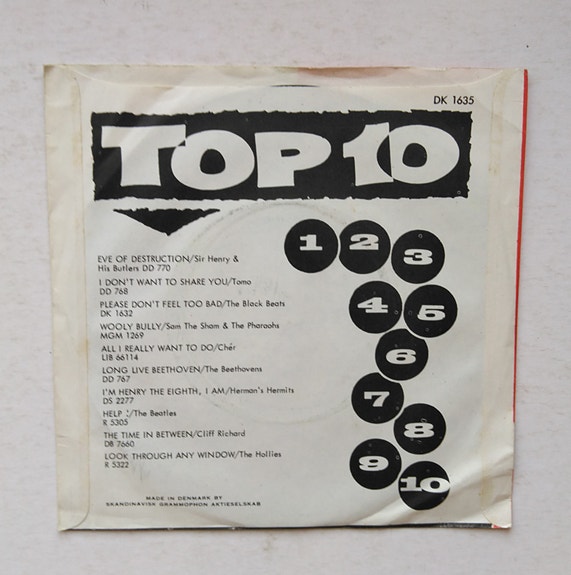 DK 1635
TOP 10
1 2 3
EVE OF DESTRUCTION/Sir Henry &
His Butlers DD 770
I DON'T WANT TO SHARE YOU/Tomo
DD 768
PLEASE DON'T FEEL TOO BAD/The Black Beats
DK 1632
WOOLY BULLY/Sam The Sham & The Pharaohs
MGM 1269
ALL I REALLY WANT TO DO/Chér
LIB 66114
LONG LIVE BEETHOVEN/The Beethovens
DD 767
I'M HENRY THE EIGHTH, I AM/Herman's Hermits
DS 2277
HELP !/The Beatles
R 5305
THE TIME IN BETWEEN/Cliff Richard
DB 7660
LOOK THROUGH ANY WINDOW/The Hollies
R 5322
4 5
6
7
8
9
10
MADE IN DENMARK BY
SKANDINAVISK GRAMMOPHON AKTIESELSKAB